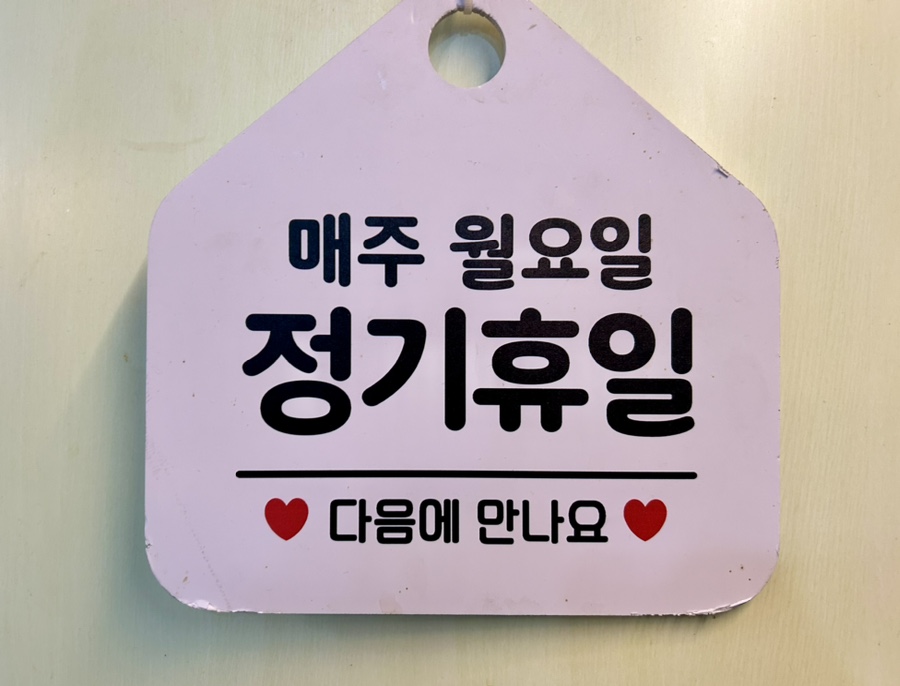 매주 월요일
정기휴일
♥ 다음에 만나요 ♥